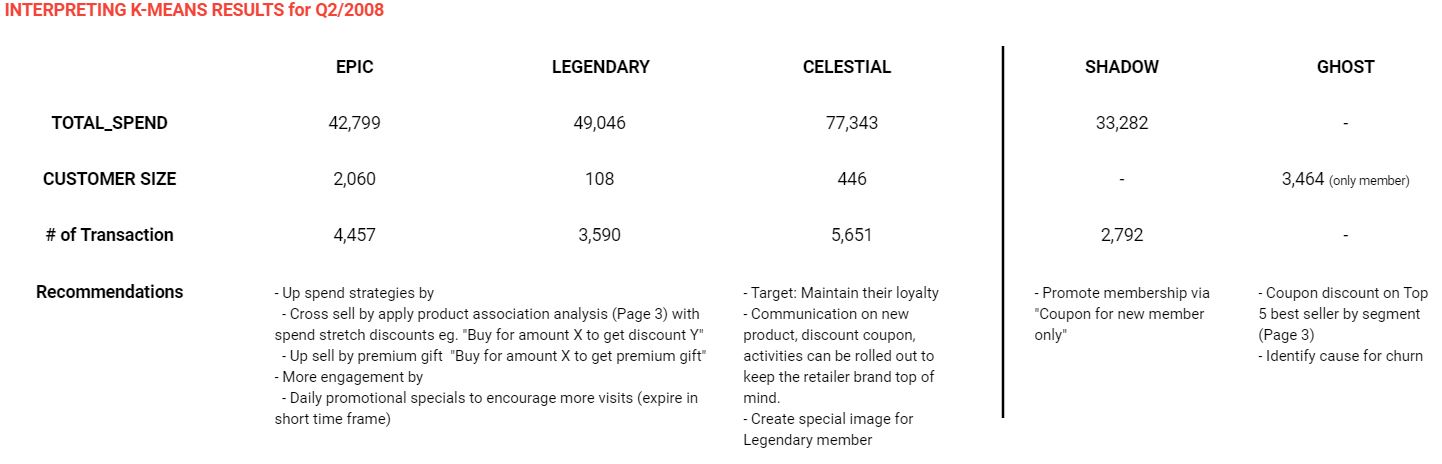 INTERPRETING K-MEANS RESULTS for Q2/2008
EPIC LEGENDARY CELESTIAL SHADOW GHOST
TOTAL_SPEND 42,799 49,046 77,343 33,282 -
CUSTOMER SIZE 2,060 108 446 - 3,464 (only member)
# of Transaction 4,457 3,590 5,651 2,792 -
Recommendations
- Up spend strategies by
- Cross sell by apply product association analysis (Page 3) with
spend stretch discounts eg. "Buy for amount X to get discount Y"
- Up sell by premium gift "Buy for amount X to get premium gift"
- More engagement by
- Daily promotional specials to encourage more visits (expire in
short time frame)
- Target: Maintain their loyalty
- Communication on new
product, discount coupon,
activities can be rolled out to
keep the retailer brand top of
mind.
- Create special image for
Legendary member
- Promote membership via
"Coupon for new member
only"
- Coupon discount on Top
5 best seller by segment
(Page 3)
- Identify cause for churn